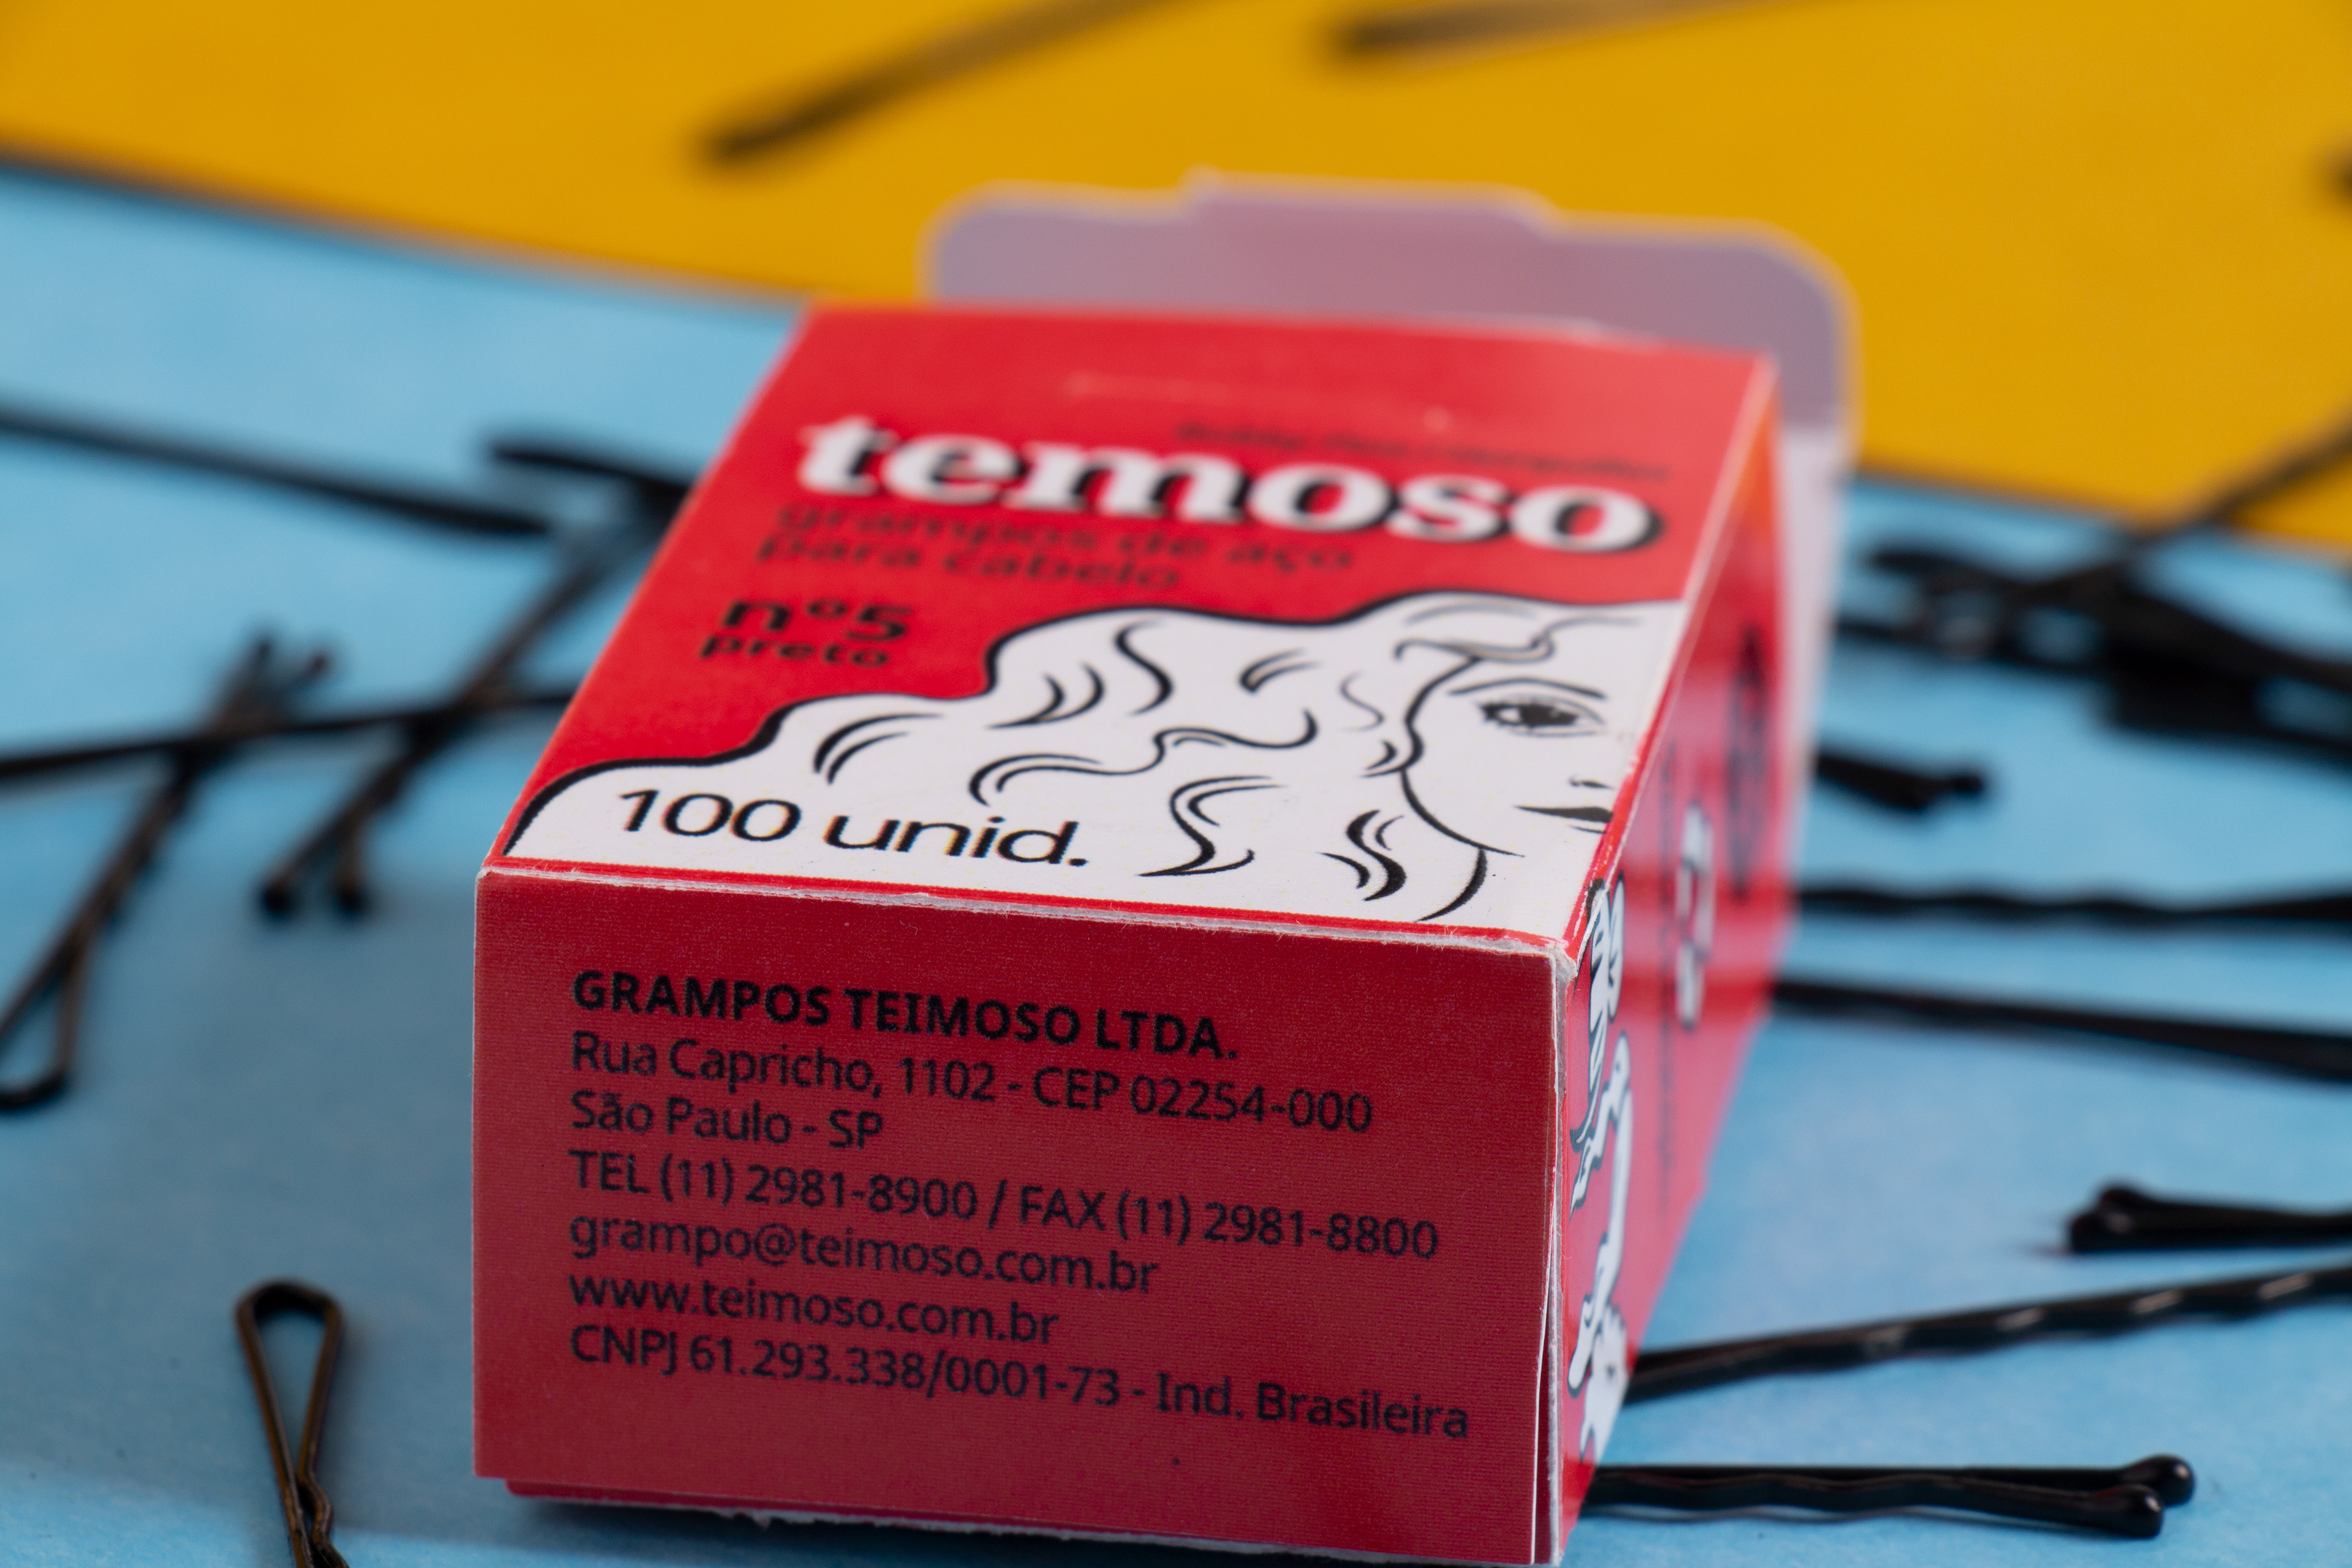 temoso
grampos de aço
para cabelo
nº5
preto
100 unid.
GRAMPOS TEIMOSO LTDA.
Rua Capricho, 1102 - CEP 02254-000
São Paulo - SP
TEL (11) 2981-8900 / FAX (11) 2981-8800
grampo@teimoso.com.br
www.teimoso.com.br
CNPJ 61.293.338/0001-73 - Ind. Brasileira